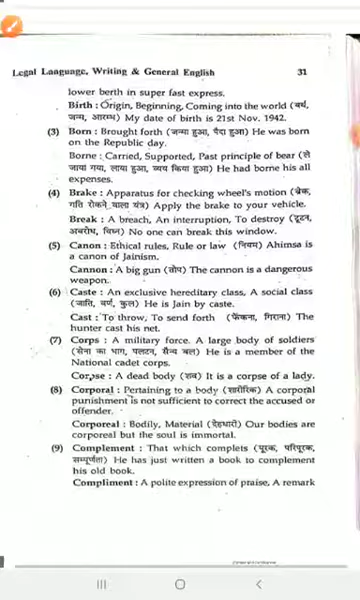 Legal Language, Writing & General English 31
lower berth in super fast express.
Birth : Origin, Beginning, Coming into the world (बर्थ,
जन्म, आरम्भ) My date of birth is 21st Nov. 1942.
(3) Born : Brought forth (जन्मा हुआ, पैदा हुआ) He was born
on the Republic day.
Borne : Carried, Supported, Past principle of bear (ले
जाया गया, लाया हुआ, व्यय किया हुआ) He had borne his all
expenses.
(4) Brake : Apparatus for checking wheel's motion (ब्रेक,
गति रोकने वाला यंत्र) Apply the brake to your vehicle.
Break : A breach, An interruption, To destroy (टूटन,
अवरोध, विघ्न) No one can break this window.
(5) Canon : Ethical rules, Rule or law (नियम) Ahimsa is
a canon of Jainism.
Cannon : A big gun (तोप) The cannon is a dangerous
weapon.
(6) Caste : An exclusive hereditary class, A social class
(जाति, वर्ण, कुल) He is Jain by caste.
Cast : To throw, To send forth (फेंकना, गिराना) The
hunter cast his net.
(7) Corps : A military force. A large body of soldiers
(सेना का भाग, पलटन, सैन्य बल) He is a member of the
National cadet corps.
Corpse : A dead body (शव) It is a corpse of a lady.
(8) Corporal : Pertaining to a body (शारीरिक) A corporal
punishment is not sufficient to correct the accused or
offender.
Corporeal : Bodily, Material (देहधारी) Our bodies are
corporeal but the soul is immortal.
(9) Complement : That which completes (पूरक, परिपूरक,
सम्पूर्णता) He has just written a book to complement
his old book.
Compliment : A polite expression of praise, A remark